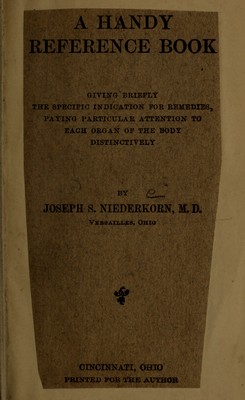 A HANDY
REFERENCE BOOK
GIVING BRIEFLY
THE SPECIFIC INDICATION FOR REMEDIES,
PAYING PARTICULAR ATTENTION TO
EACH ORGAN OF THE BODY
DISTINCTIVELY
BY
JOSEPH S. NIEDERKORN, M. D.
VERSAILLES, OHIO
CINCINNATI, OHIO
PRINTED FOR THE AUTHOR